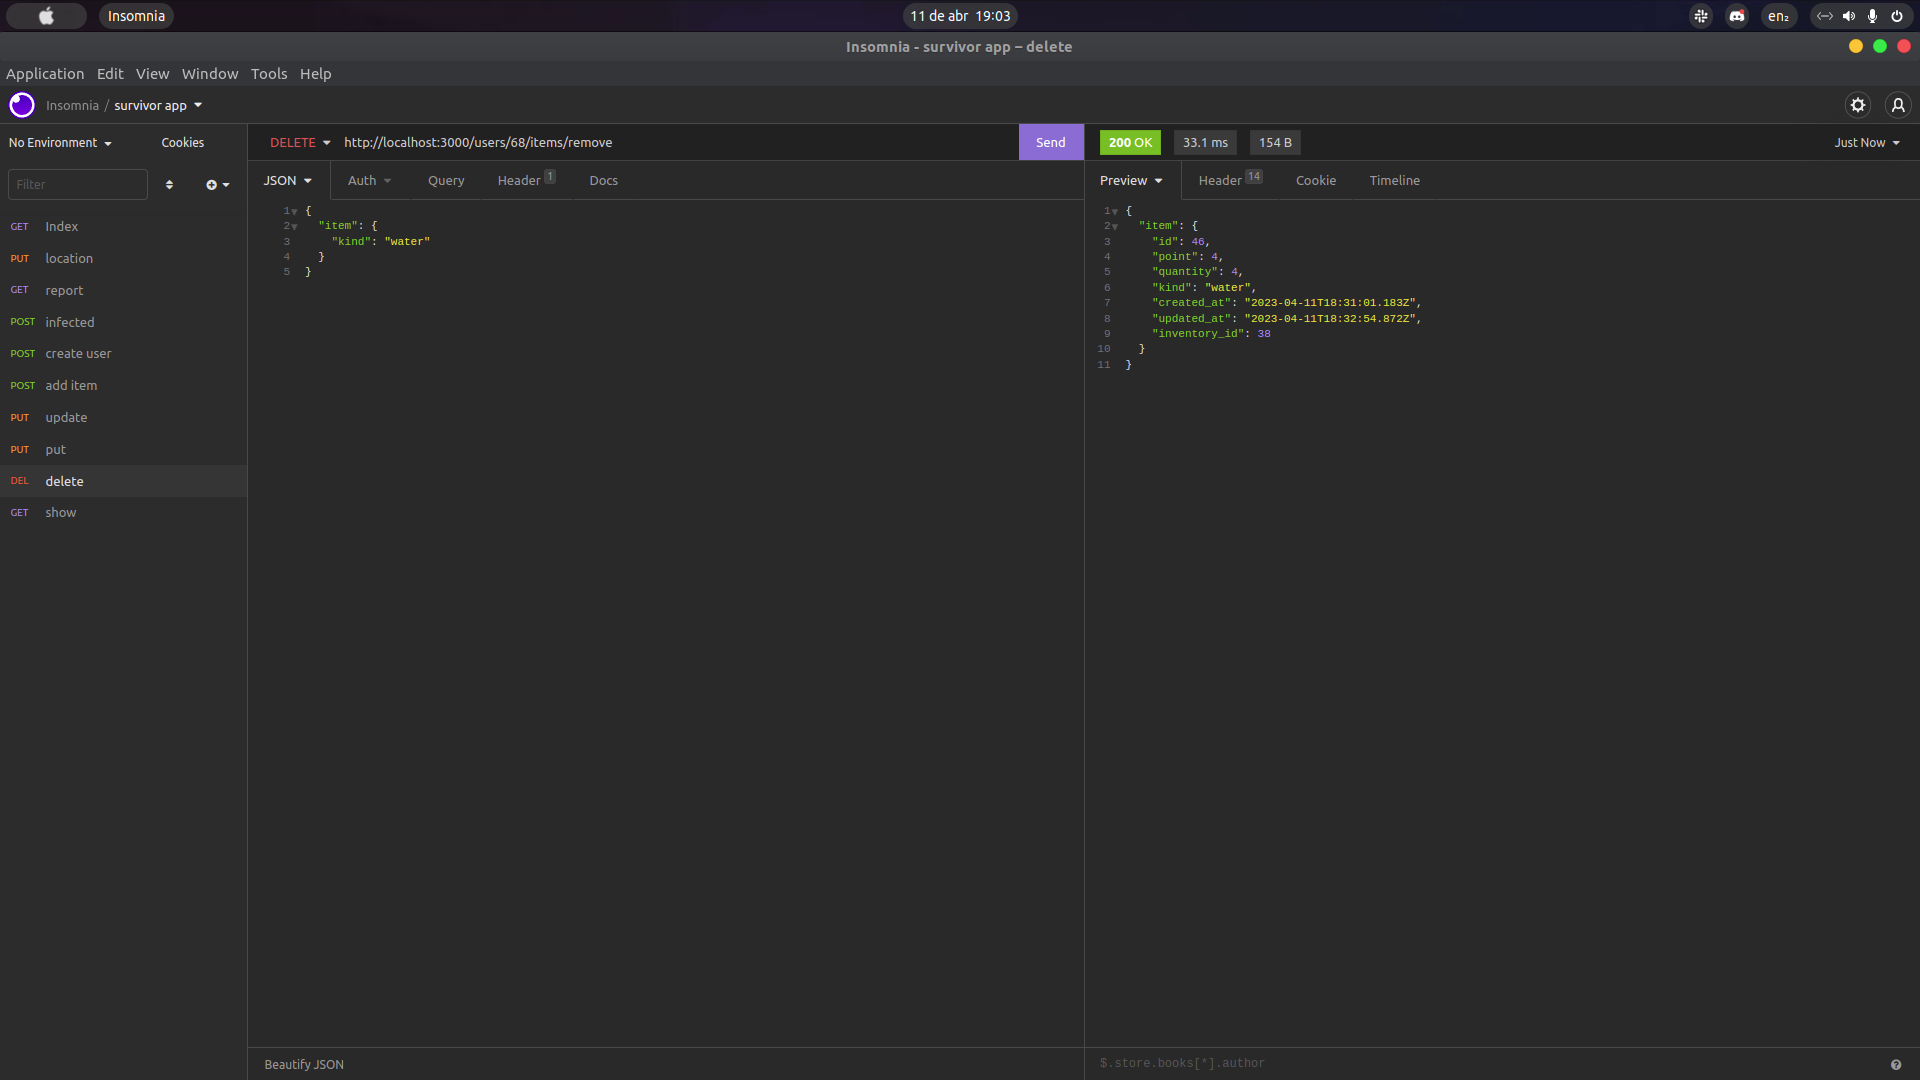 Insomnia
11 de abr 19:03
en₂
Insomnia - survivor app – delete
Application Edit View Window Tools Help
Insomnia / survivor app
No Environment Cookies
DELETE http://localhost:3000/users/68/items/remove Send
200 OK 33.1 ms 154 B Just Now
Filter
JSON Auth Query Header 1 Docs
Preview Header 14 Cookie Timeline
GET Index
PUT location
GET report
POST infected
POST create user
POST add item
PUT update
PUT put
DEL delete
GET show
1 {
2 "item": {
3 "kind": "water"
4 }
5 }
1 {
2 "item": {
3 "id": 46,
4 "point": 4,
5 "quantity": 4,
6 "kind": "water",
7 "created_at": "2023-04-11T18:31:01.183Z",
8 "updated_at": "2023-04-11T18:32:54.872Z",
9 "inventory_id": 38
10 }
11 }
Beautify JSON
$.store.books[*].author